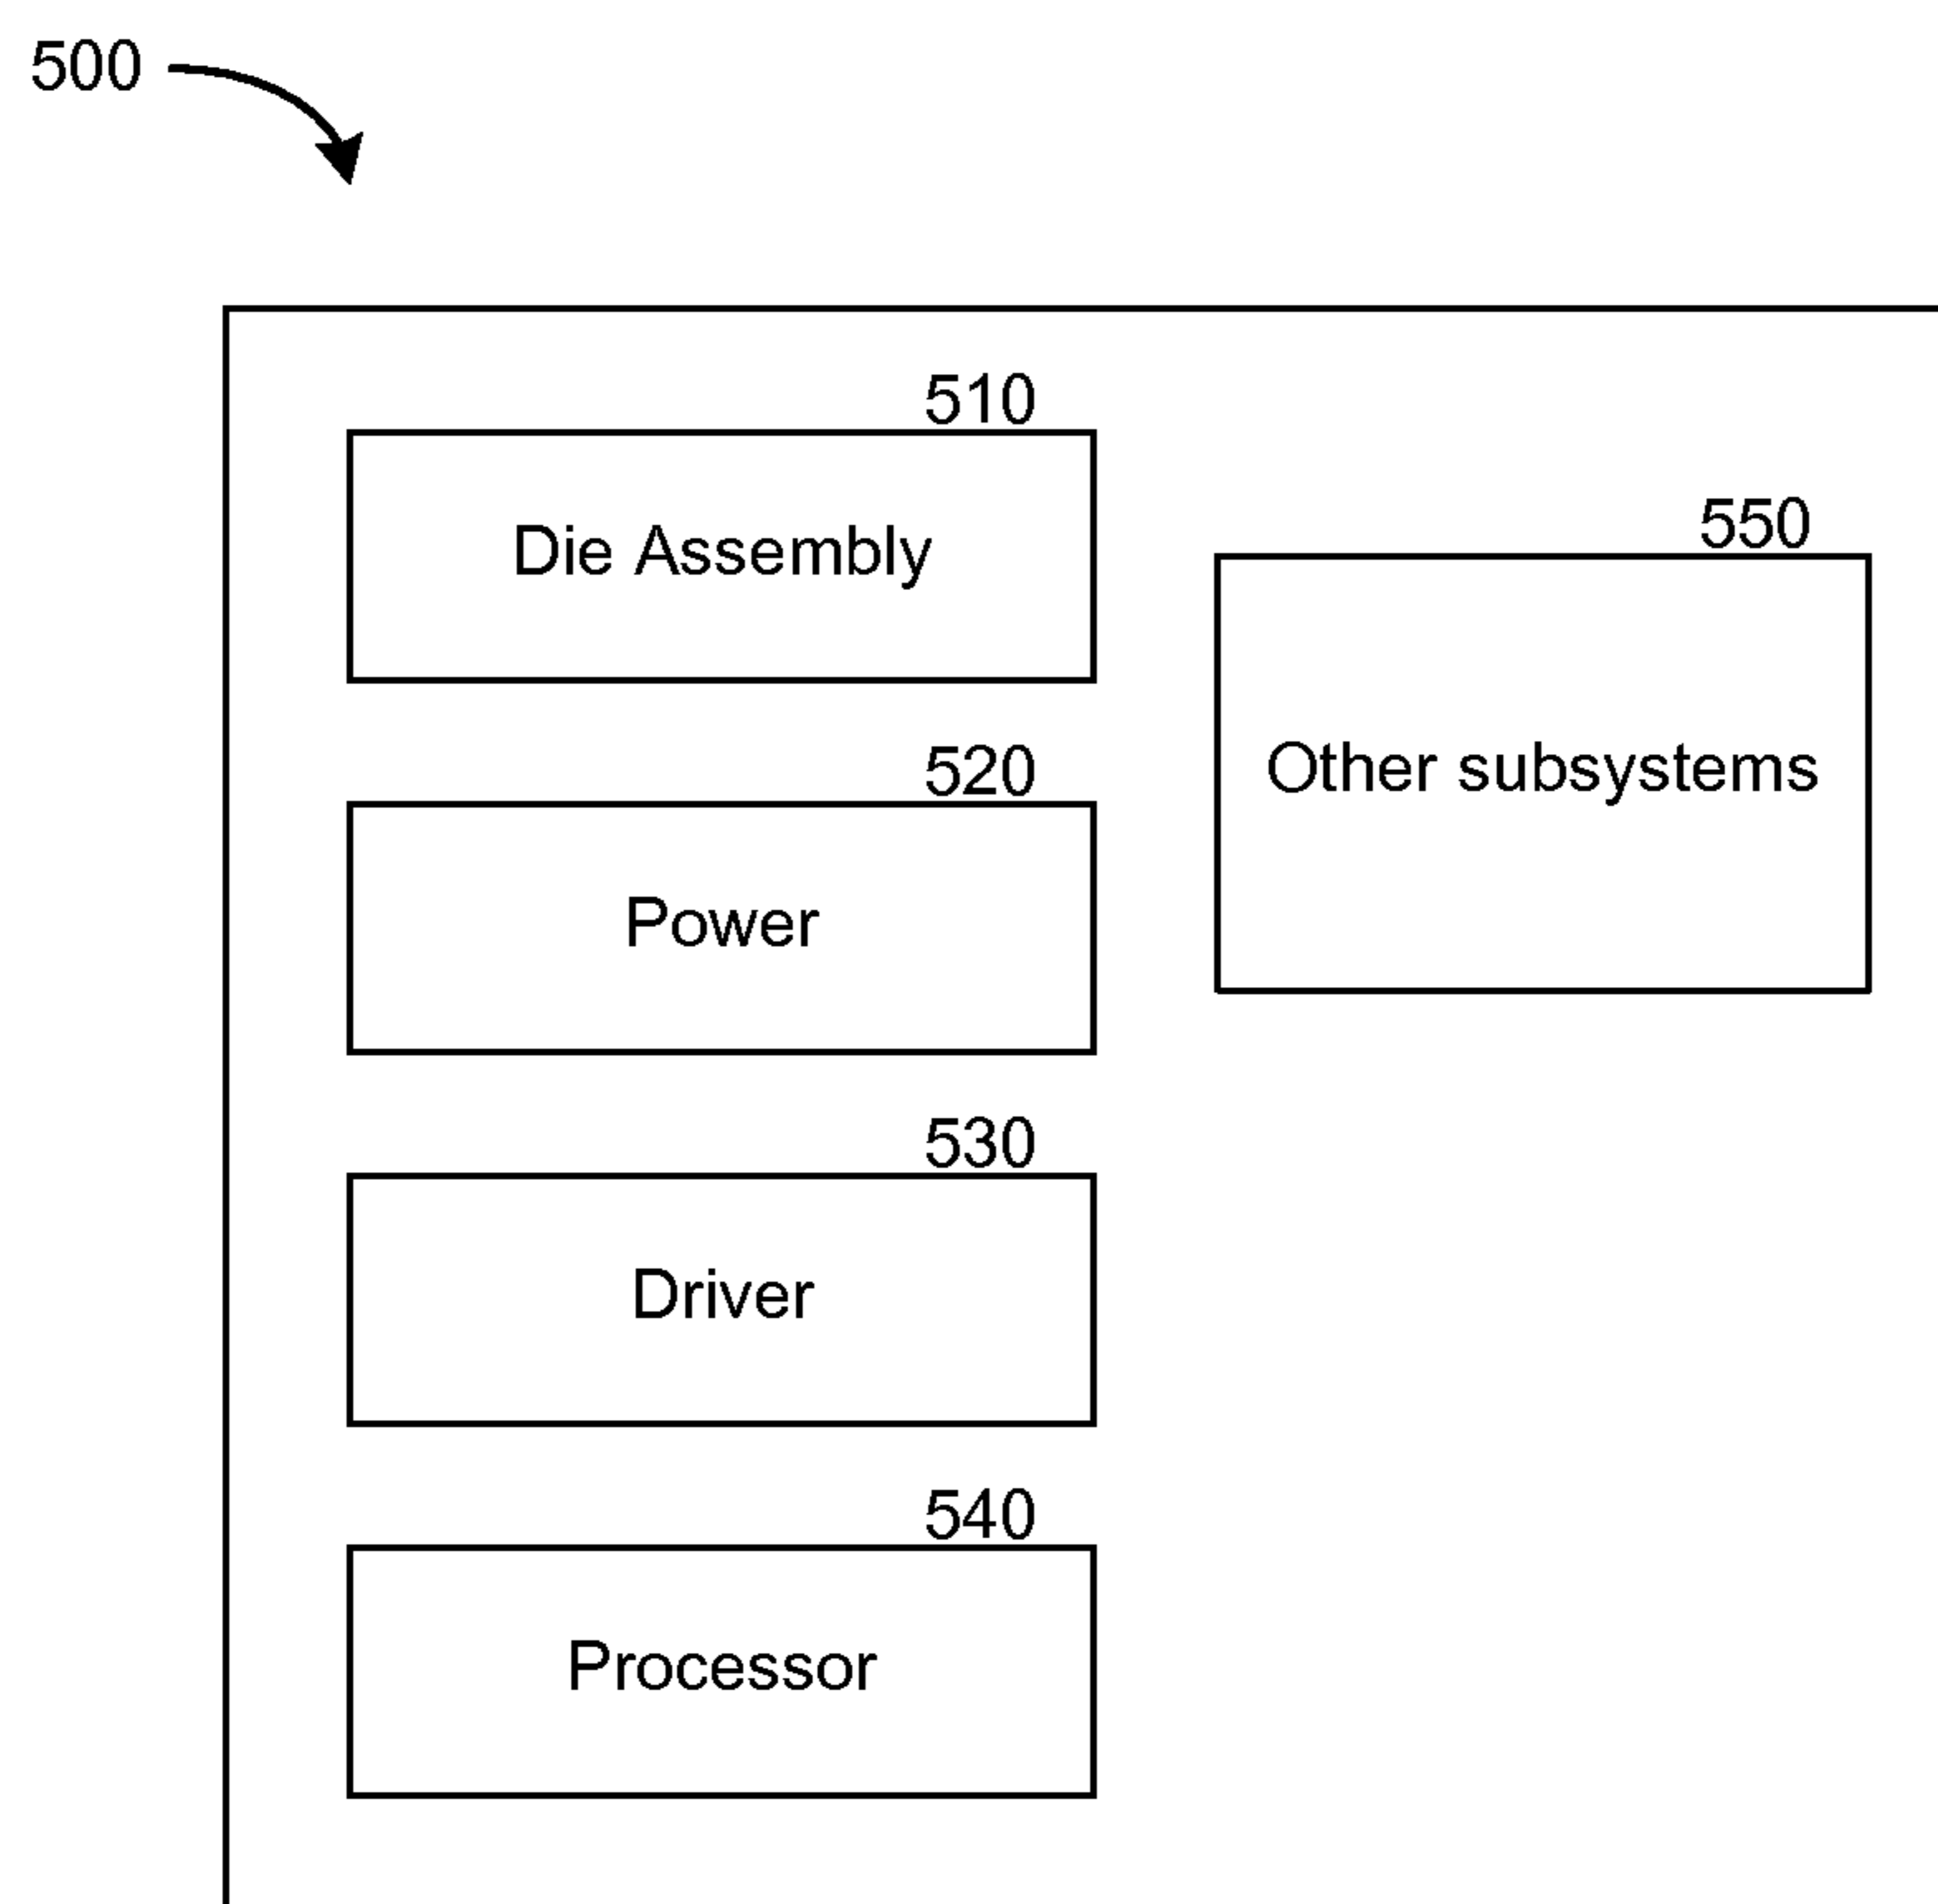 500
510
Die Assembly
520
Power
530
Driver
540
Processor
550
Other subsystems